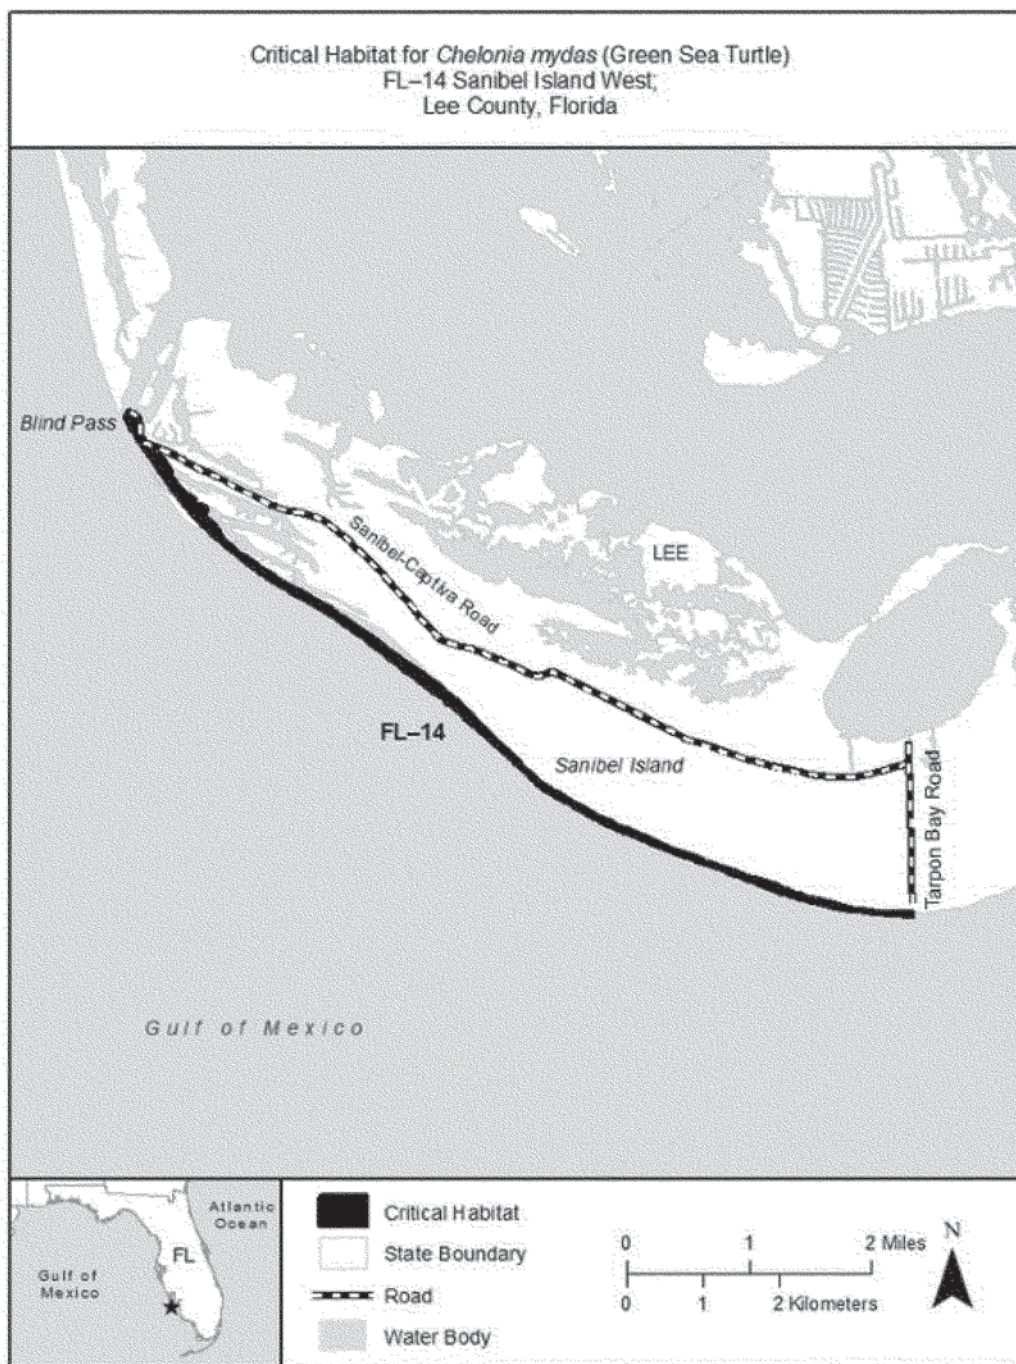 Critical Habitat for Chelonia mydas (Green Sea Turtle)
FL–14 Sanibel Island West;
Lee County, Florida
Blind Pass
Sanibel-Captiva Road
LEE
FL–14
Sanibel Island
Tarpon Bay Road
Gulf of Mexico
Atlantic
Ocean
FL
Gulf of
Mexico
Critical Habitat
State Boundary
Road
Water Body
0 1 2 Miles
0 1 2 Kilometers
N